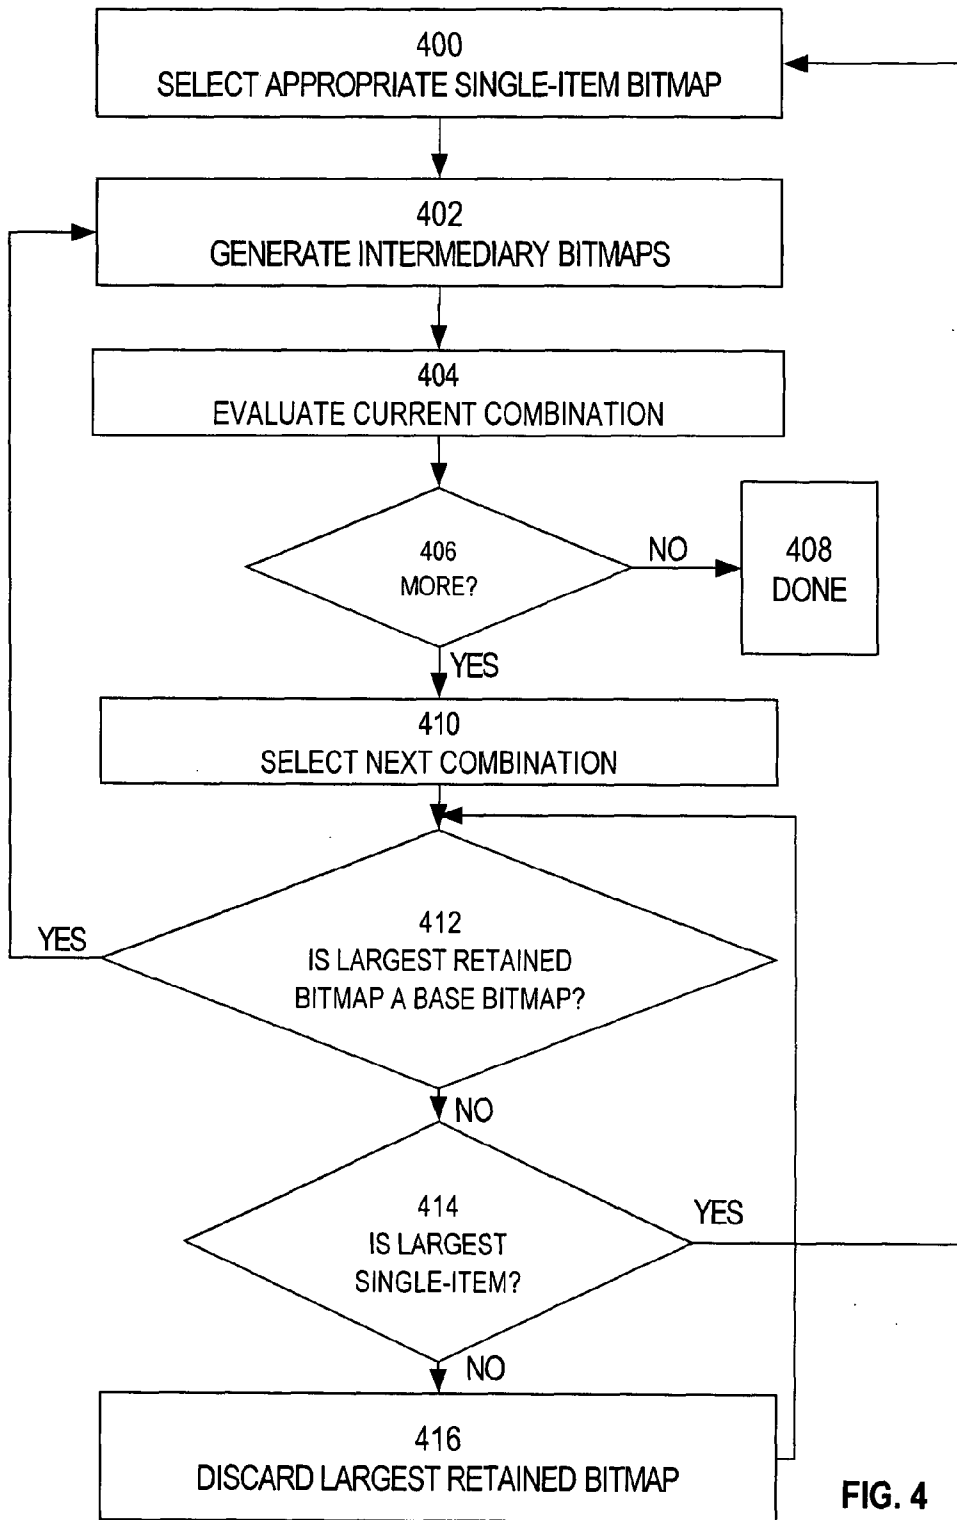 400
SELECT APPROPRIATE SINGLE-ITEM BITMAP
402
GENERATE INTERMEDIARY BITMAPS
404
EVALUATE CURRENT COMBINATION
406
MORE?
NO
408
DONE
YES
410
SELECT NEXT COMBINATION
YES
412
IS LARGEST RETAINED
BITMAP A BASE BITMAP?
NO
414
IS LARGEST
SINGLE-ITEM?
YES
NO
416
DISCARD LARGEST RETAINED BITMAP
FIG. 4